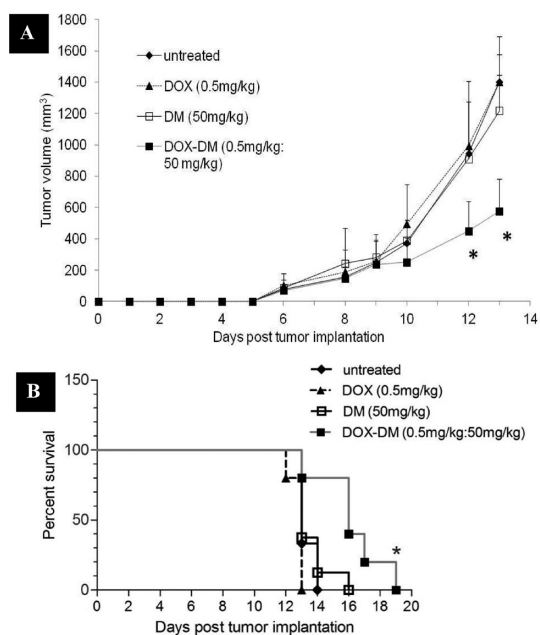 A
1800
1600
1400
1200
1000
800
600
400
200
0
Tumor volume (mm³)
untreated
DOX (0.5mg/kg)
DM (50mg/kg)
DOX-DM (0.5mg/kg:
50 mg/kg)
* *
0 2 4 6 8 10 12 14
Days post tumor implantation
B
untreated
DOX (0.5mg/kg)
DM (50mg/kg)
DOX-DM (0.5mg/kg:50mg/kg)
150
100
50
0
Percent survival
*
0 2 4 6 8 10 12 14 16 18 20
Days post tumor implantation